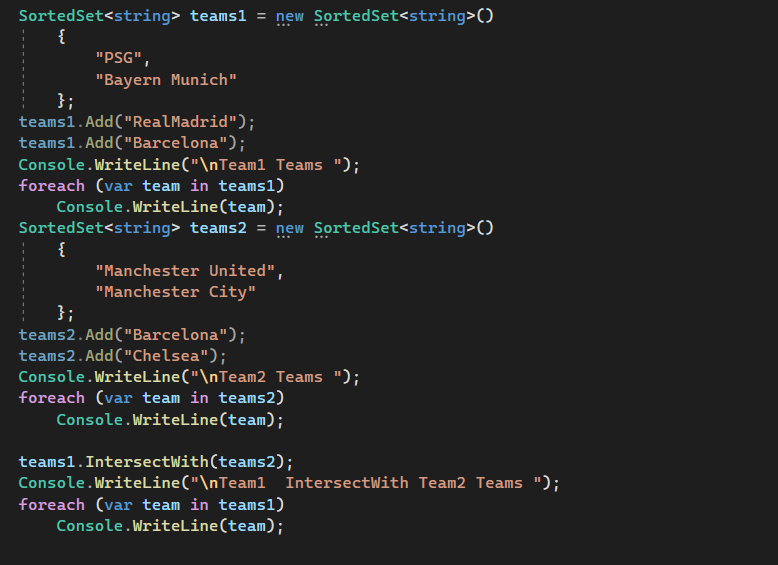 SortedSet<string> teams1 = new SortedSet<string>()
    {
        "PSG",
        "Bayern Munich"
    };
teams1.Add("RealMadrid");
teams1.Add("Barcelona");
Console.WriteLine("\nTeam1 Teams ");
foreach (var team in teams1)
    Console.WriteLine(team);
SortedSet<string> teams2 = new SortedSet<string>()
    {
        "Manchester United",
        "Manchester City"
    };
teams2.Add("Barcelona");
teams2.Add("Chelsea");
Console.WriteLine("\nTeam2 Teams ");
foreach (var team in teams2)
    Console.WriteLine(team);

teams1.IntersectWith(teams2);
Console.WriteLine("\nTeam1  IntersectWith Team2 Teams ");
foreach (var team in teams1)
    Console.WriteLine(team);